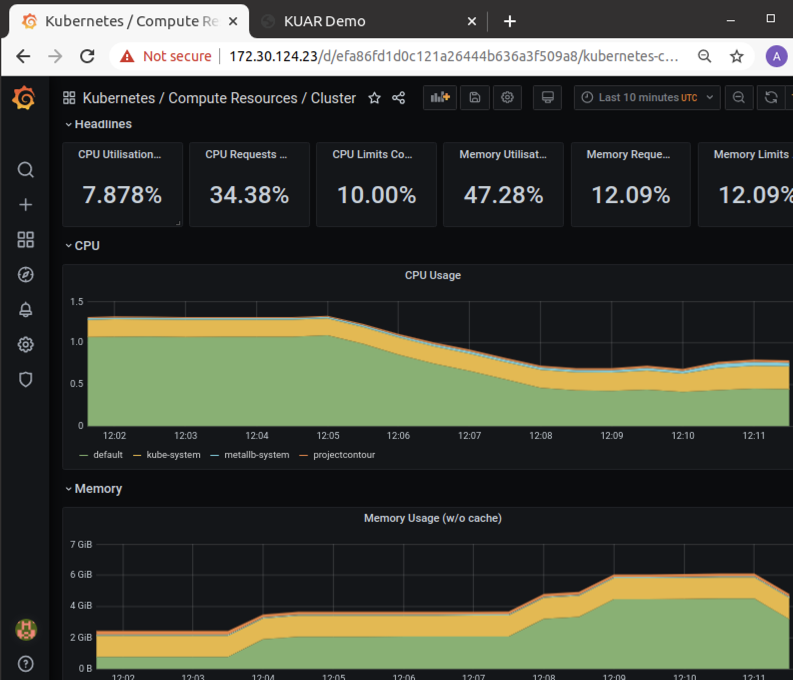 Kubernetes / Compute Re
KUAR Demo
Not secure
172.30.124.23/d/efa86fd1d0c121a26444b636a3f509a8/kubernetes-c...
A
Kubernetes / Compute Resources / Cluster
Last 10 minutes UTC
Headlines
CPU Utilisation...
CPU Requests ...
CPU Limits Co...
Memory Utilisat...
Memory Reque...
Memory Limits
7.878%
34.38%
10.00%
47.28%
12.09%
12.09%
CPU
CPU Usage
1.5
1.0
0.5
0
12:02 12:03 12:04 12:05 12:06 12:07 12:08 12:09 12:10 12:11
default kube-system metallb-system projectcontour
Memory
Memory Usage (w/o cache)
7 GiB
6 GiB
4 GiB
2 GiB
0 B
12:02 12:03 12:04 12:05 12:06 12:07 12:08 12:09 12:10 12:11